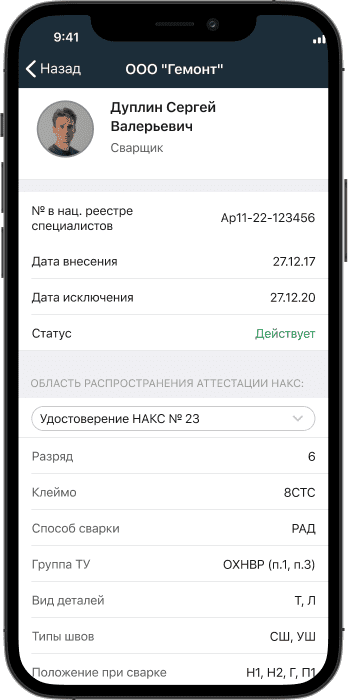 9:41
Назад
ООО "Гемонт"
Дуплин Сергей
Валерьевич
Сварщик
№ в нац. реестре
специалистов
Ар11-22-123456
Дата внесения
27.12.17
Дата исключения
27.12.20
Статус
Действует
ОБЛАСТЬ РАСПРОСТРАНЕНИЯ АТТЕСТАЦИИ НАКС:
Удостоверение НАКС № 23
Разряд
6
Клеймо
8СТС
Способ сварки
РАД
Группа ТУ
ОХНВР (п.1, п.3)
Вид деталей
Т, Л
Типы швов
СШ, УШ
Положение при сварке
Н1, Н2, Г, П1